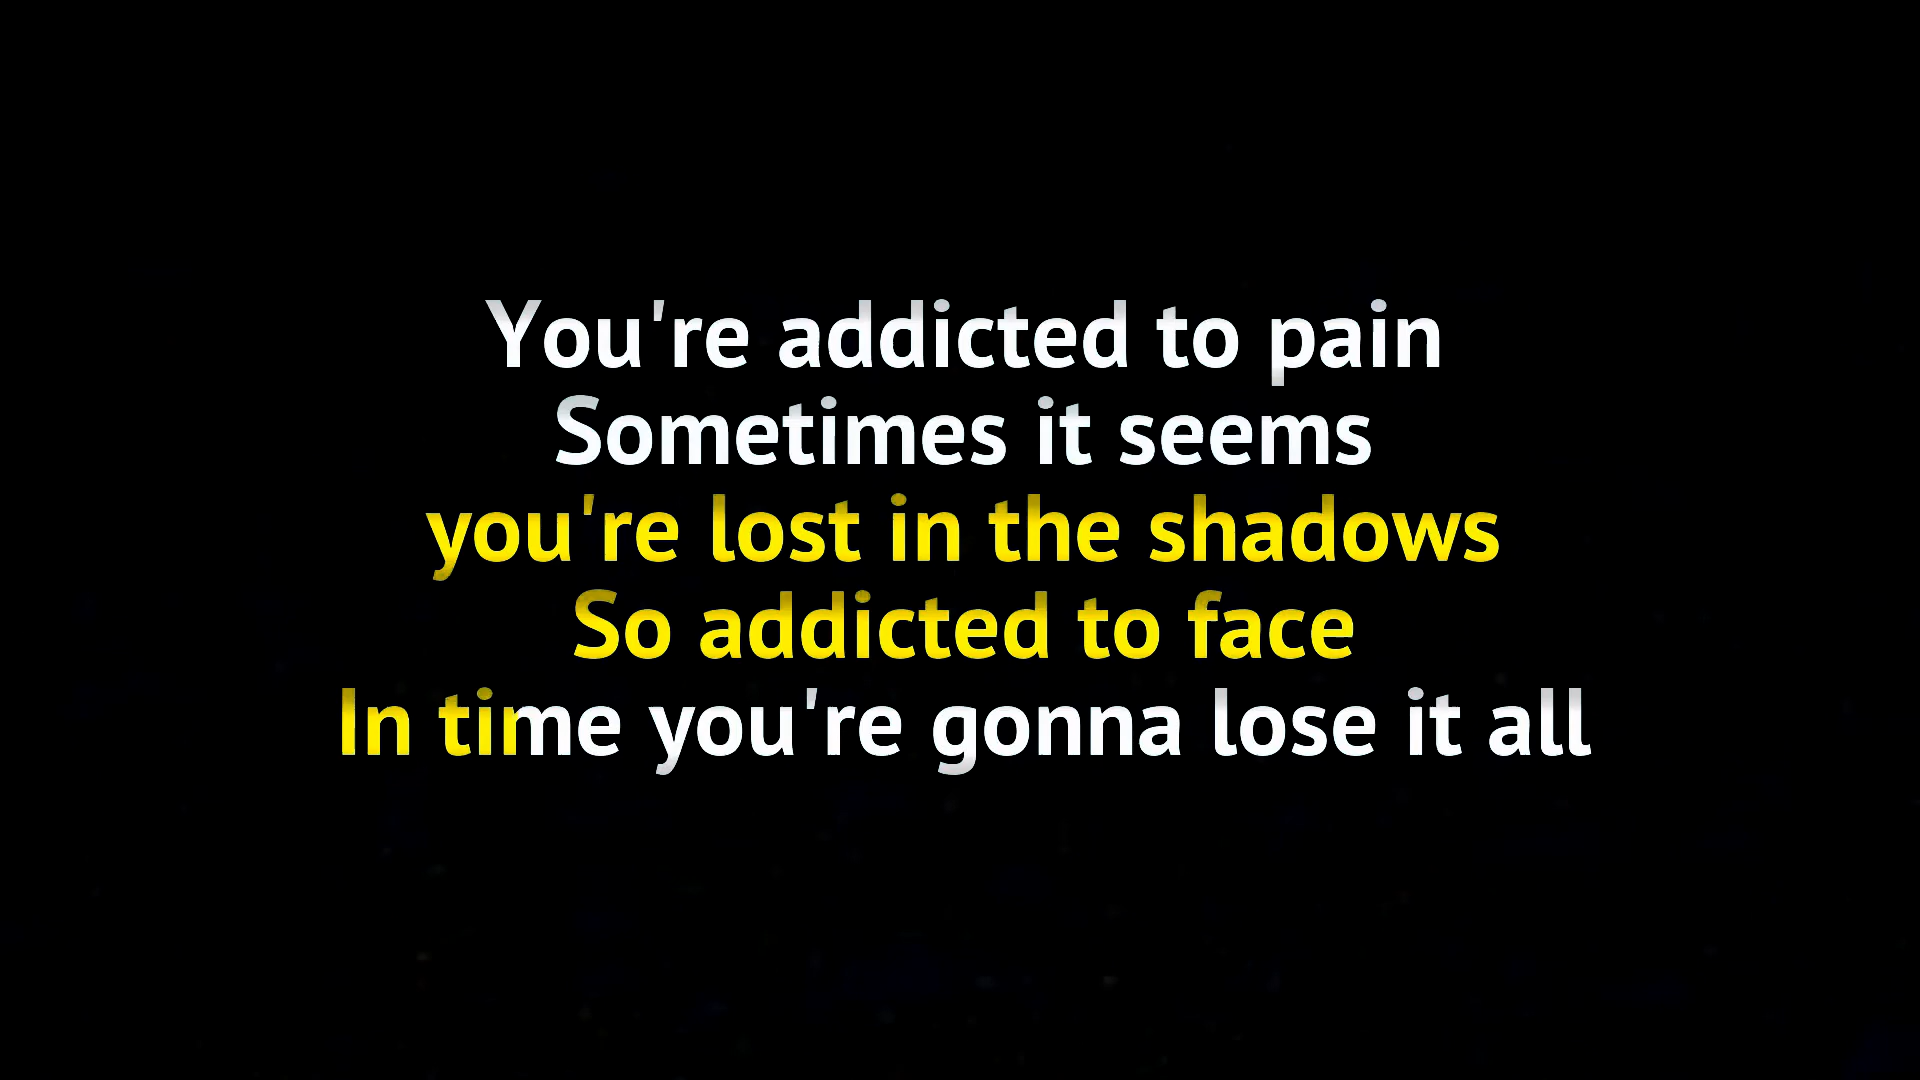 You're addicted to pain
Sometimes it seems
you're lost in the shadows
So addicted to face
In time you're gonna lose it all